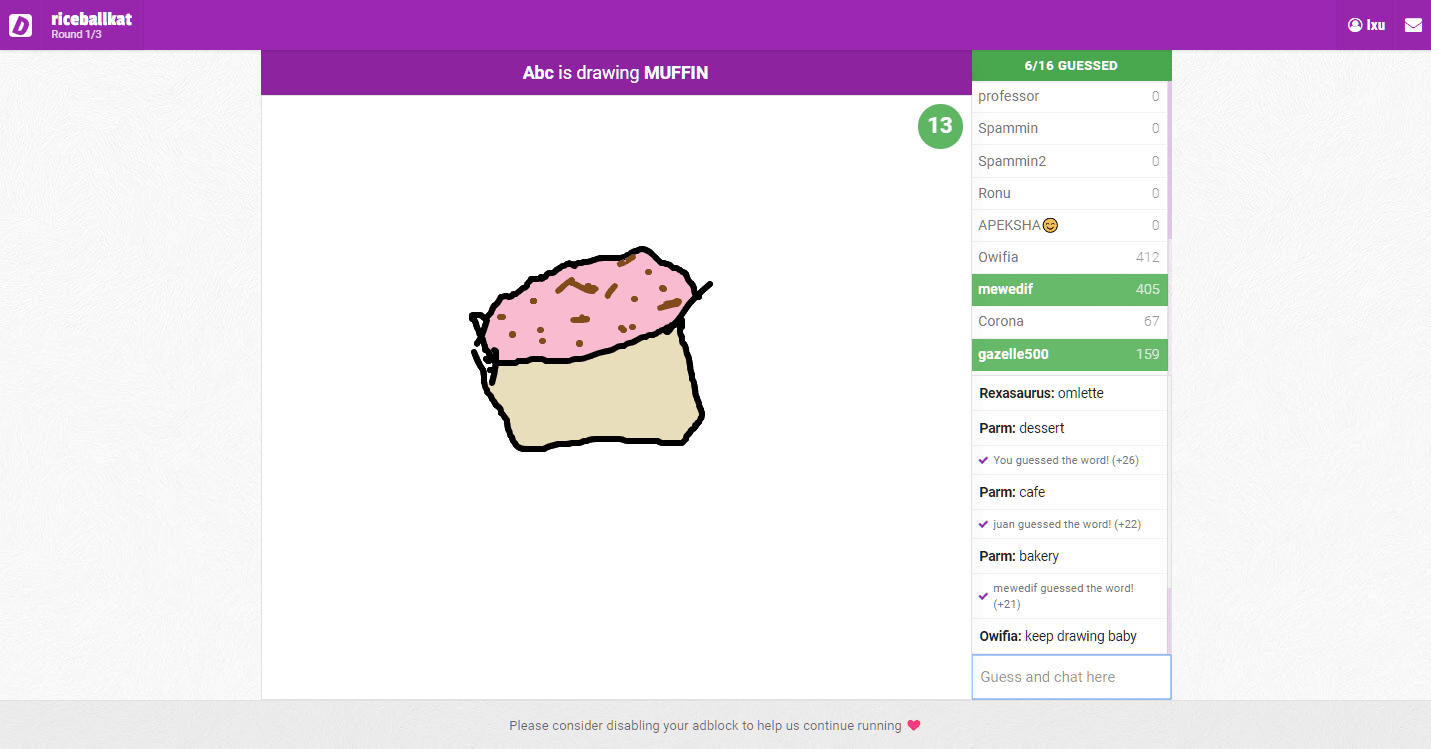 riceballkat
Round 1/3
lxu
Abc is drawing MUFFIN
13
6/16 GUESSED
professor 0
Spammin 0
Spammin2 0
Ronu 0
APEKSHA😊 0
Owifia 412
mewedif 405
Corona 67
gazelle500 159
Rexasaurus: omlette
Parm: dessert
You guessed the word! (+26)
Parm: cafe
juan guessed the word! (+22)
Parm: bakery
mewedif guessed the word!
(+21)
Owifia: keep drawing baby
Guess and chat here
Please consider disabling your adblock to help us continue running